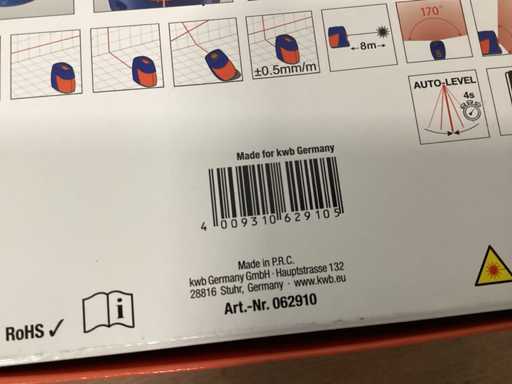 170°
±0.5mm/m
8m
AUTO-LEVEL
4s
Made for kwb Germany
4 009310 629105
Made in P.R.C.
kwb Germany GmbH · Hauptstrasse 132
28816 Stuhr, Germany · www.kwb.eu
Art.-Nr. 062910
RoHS ✓
i